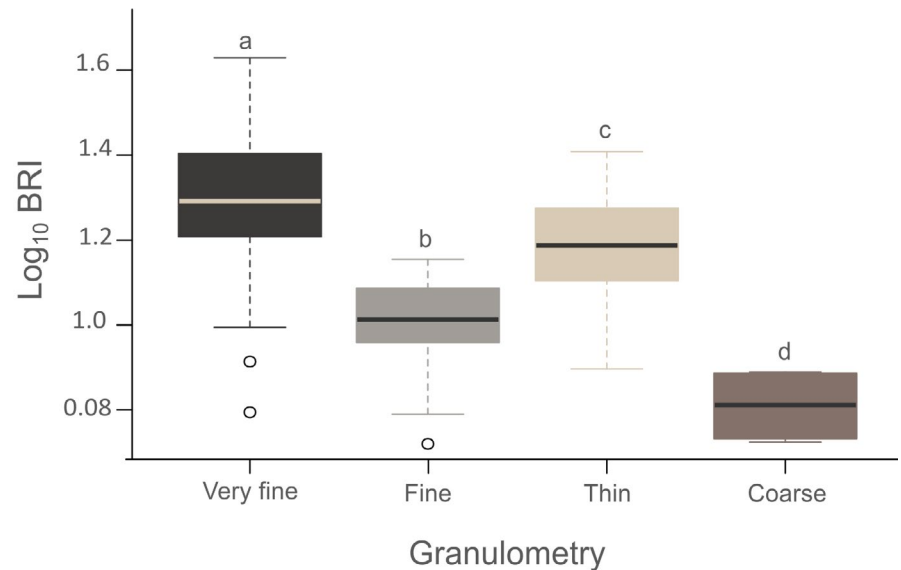 Log₁₀ BRI
1.6
1.4
1.2
1.0
0.08
a
b
c
d
Very fine
Fine
Thin
Coarse
Granulometry